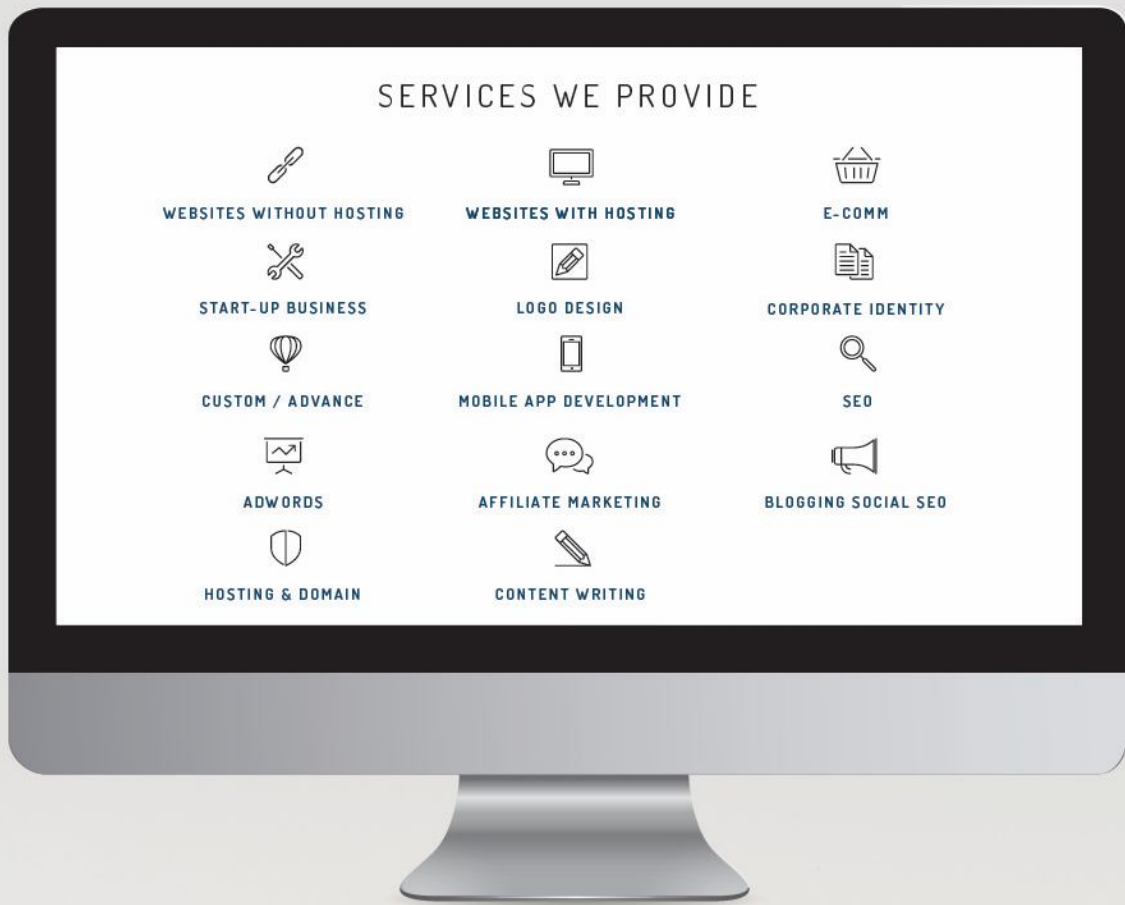 SERVICES WE PROVIDE
WEBSITES WITHOUT HOSTING
WEBSITES WITH HOSTING
E-COMM
START-UP BUSINESS
LOGO DESIGN
CORPORATE IDENTITY
CUSTOM / ADVANCE
MOBILE APP DEVELOPMENT
SEO
ADWORDS
AFFILIATE MARKETING
BLOGGING SOCIAL SEO
HOSTING & DOMAIN
CONTENT WRITING